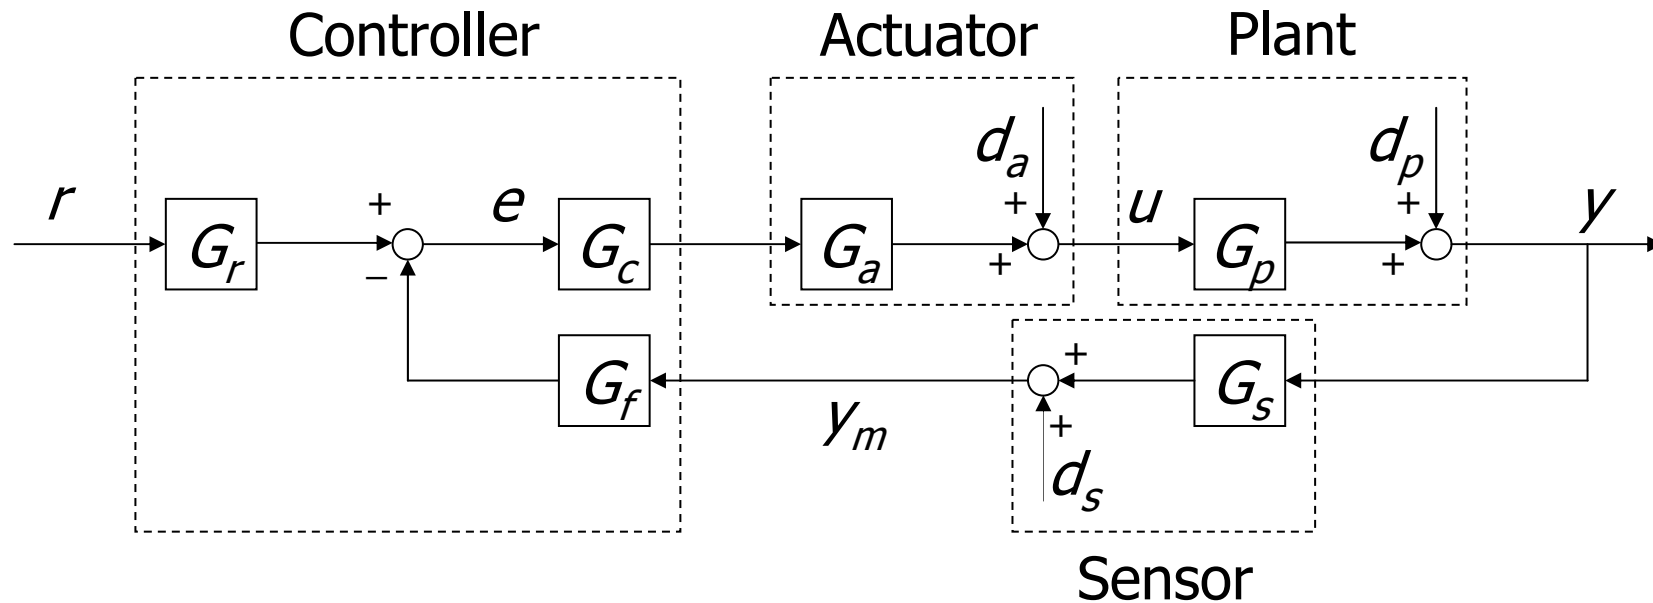 Controller Actuator Plant
d_a d_p
r + e + u + y
G_r G_c G_a G_p
− + +
+
G_f G_s
y_m +
d_s
Sensor